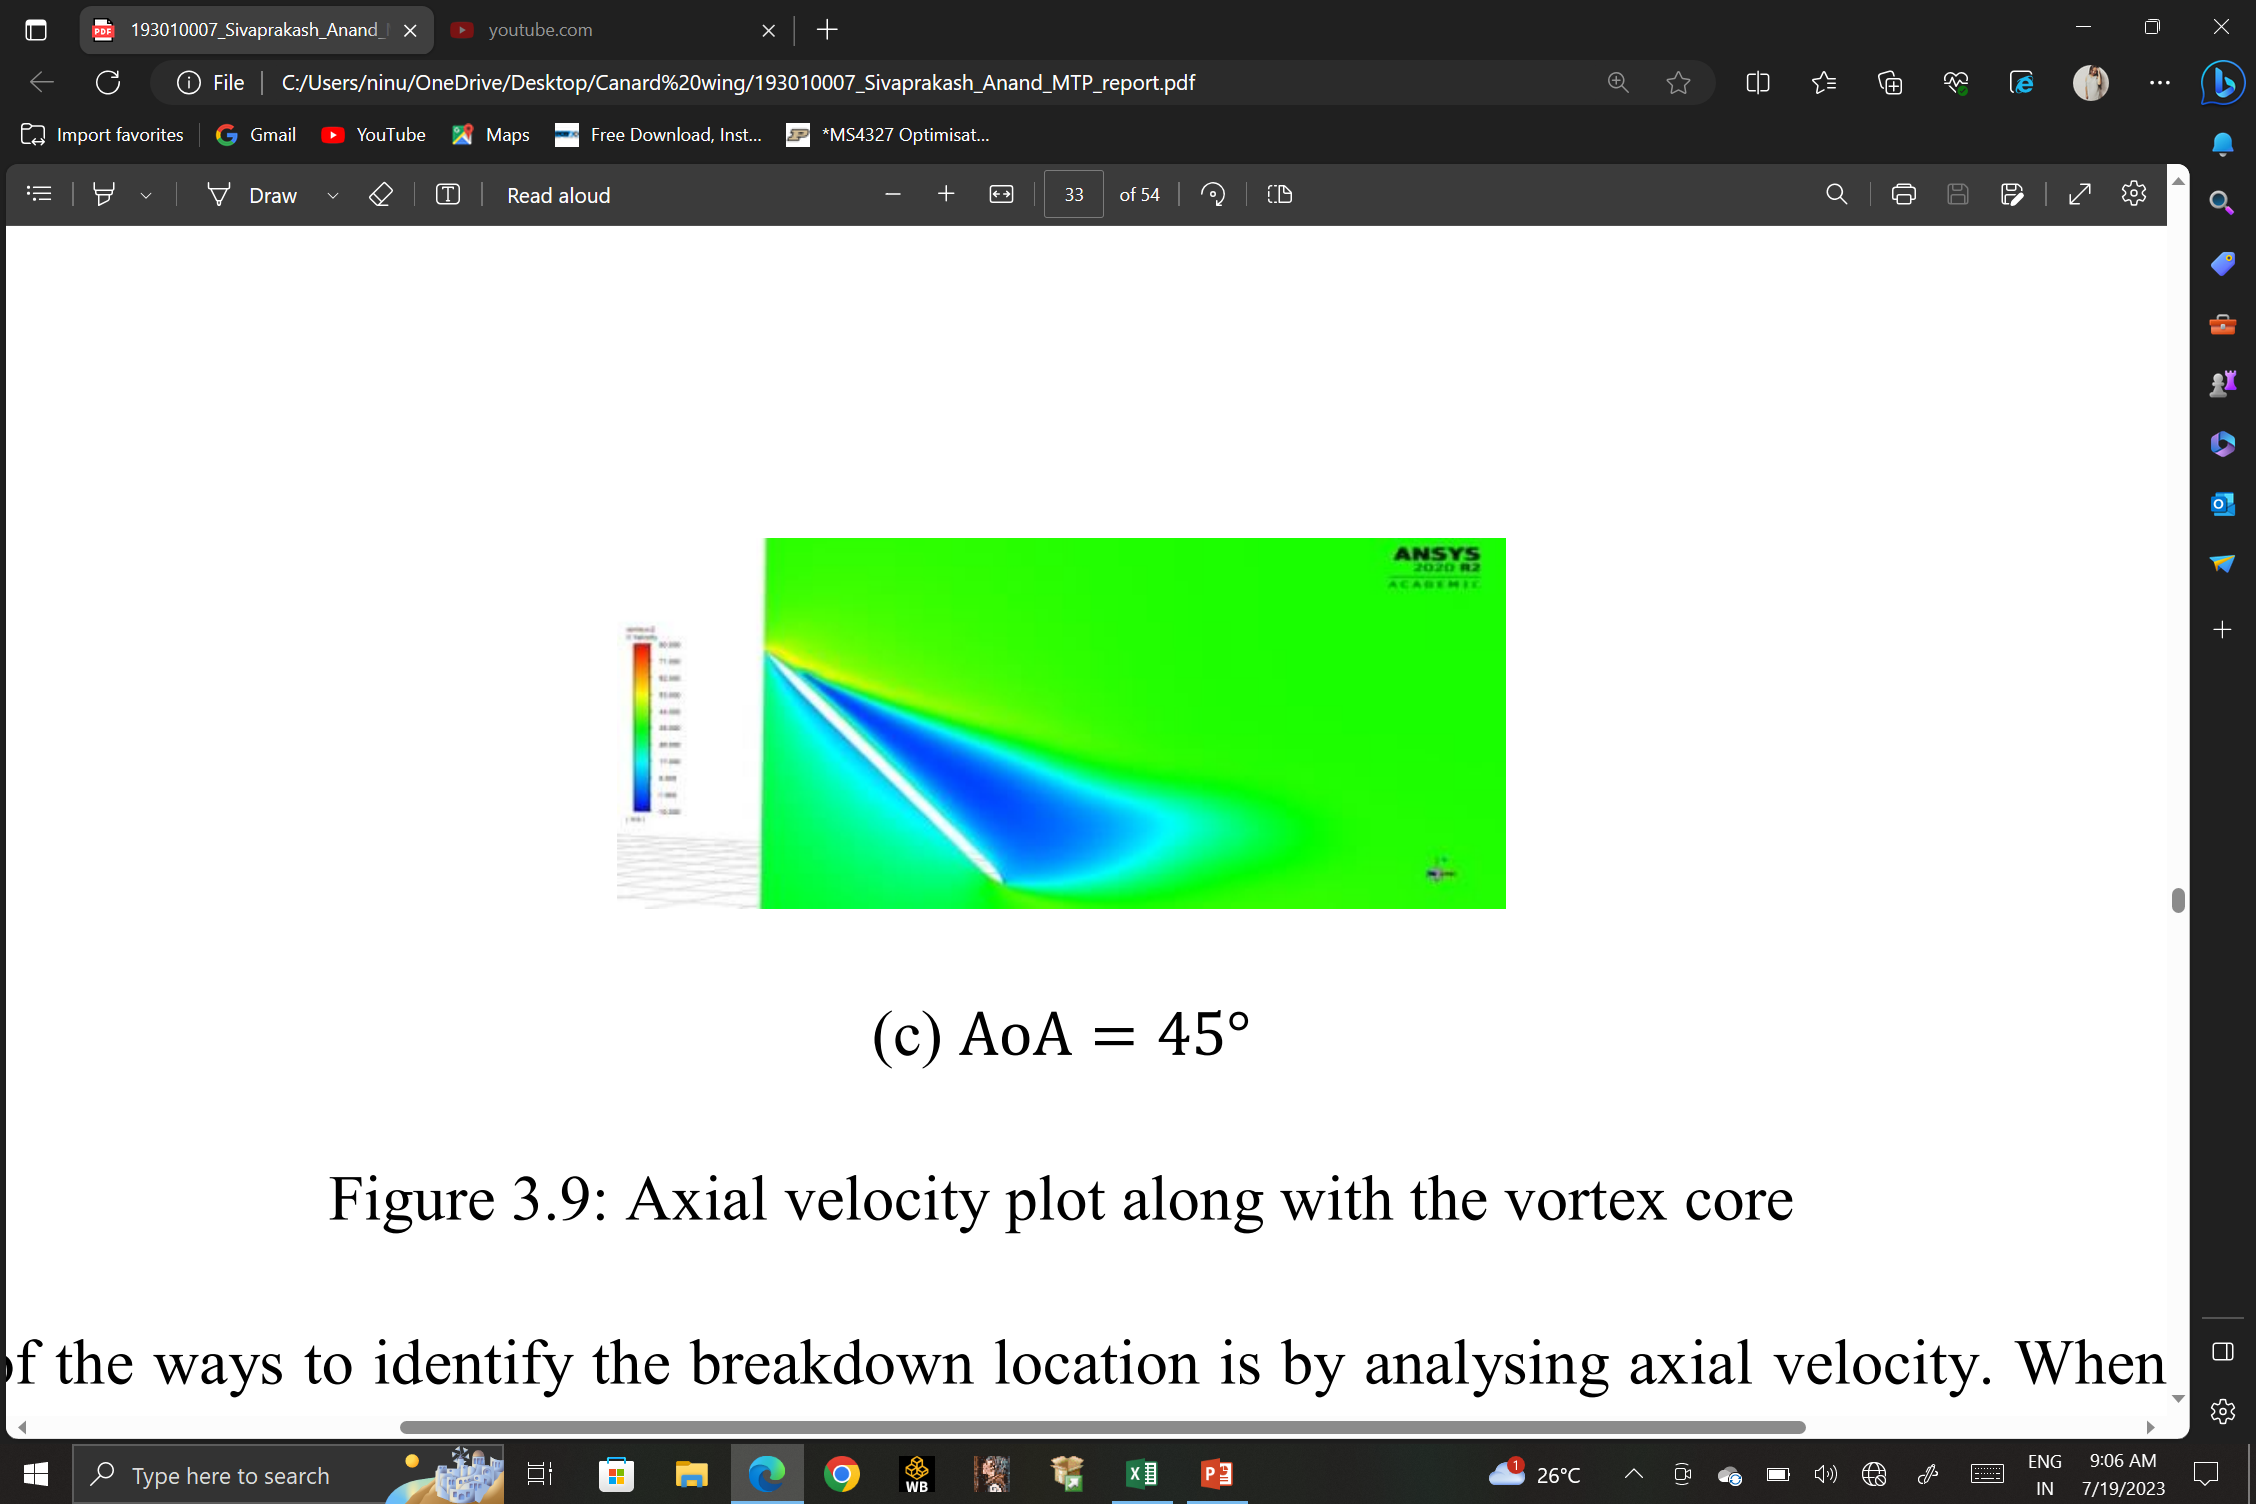 193010007_Sivaprakash_Anand_
youtube.com
File
C:/Users/ninu/OneDrive/Desktop/Canard%20wing/193010007_Sivaprakash_Anand_MTP_report.pdf
Import favorites
Gmail
YouTube
Maps
Free Download, Inst...
*MS4327 Optimisat...
Draw
Read aloud
33
of 54
ANSYS
2020 R2
ACADEMIC
(c) AoA = 45°
Figure 3.9: Axial velocity plot along with the vortex core
of the ways to identify the breakdown location is by analysing axial velocity. When
Type here to search
WB
1
26°C
ENG
IN
9:06 AM
7/19/2023